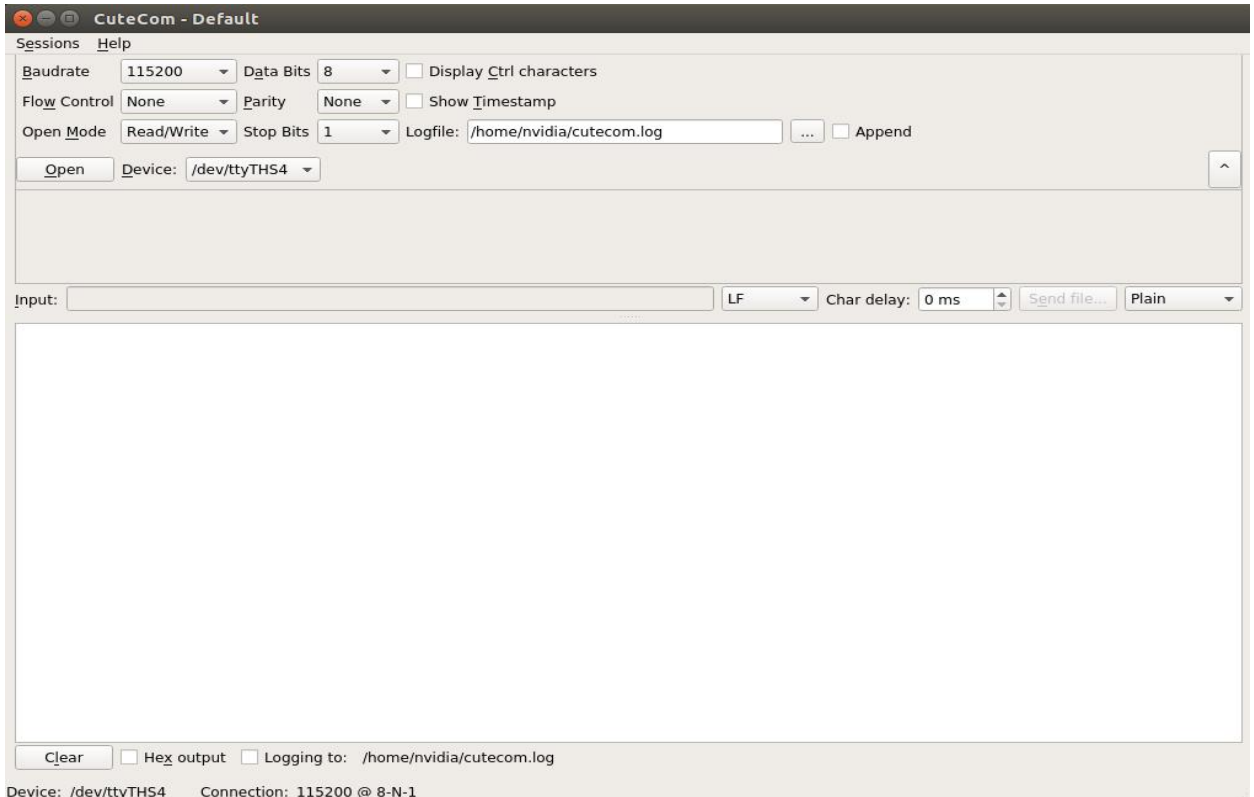 CuteCom - Default
Sessions Help
Baudrate 115200 Data Bits 8 Display Ctrl characters
Flow Control None Parity None Show Timestamp
Open Mode Read/Write Stop Bits 1 Logfile: /home/nvidia/cutecom.log ... Append
Open Device: /dev/ttyTHS4 ^
Input: LF Char delay: 0 ms Send file... Plain
Clear Hex output Logging to: /home/nvidia/cutecom.log
Device: /dev/ttyTHS4 Connection: 115200 @ 8-N-1